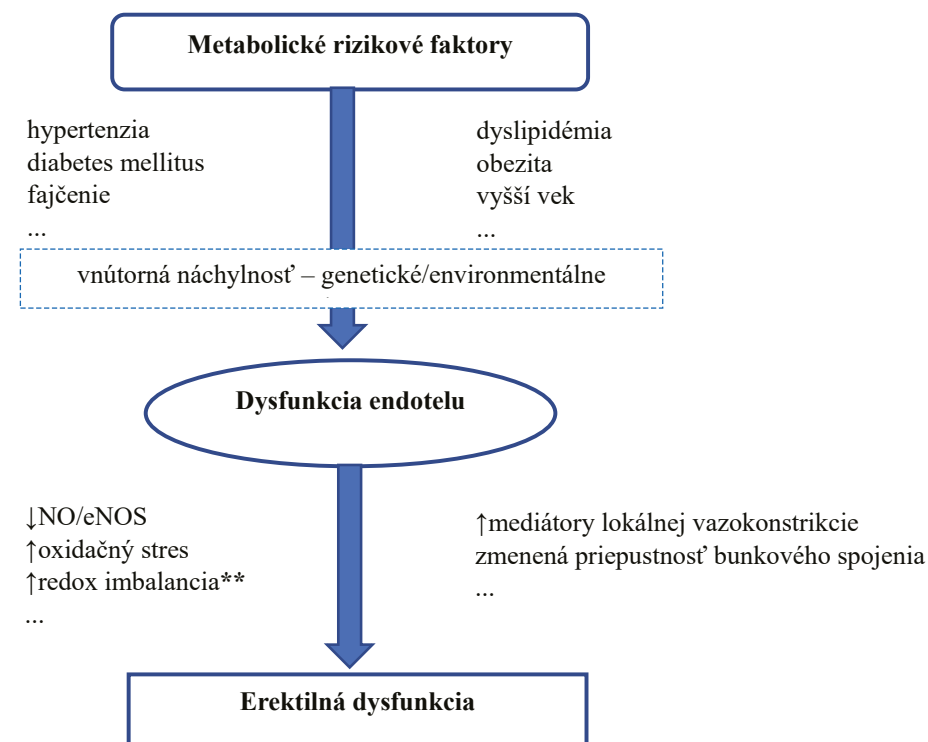 Metabolické rizikové faktory
hypertenzia
diabetes mellitus
fajčenie
...
dyslipidémia
obezita
vyšší vek
...
vnútorná náchylnosť – genetické/environmentálne
Dysfunkcia endotelu
↓NO/eNOS
↑oxidačný stres
↑redox imbalancia**
...
↑mediátory lokálnej vazokonstrikcie
zmenená priepustnosť bunkového spojenia
...
Erektilná dysfunkcia